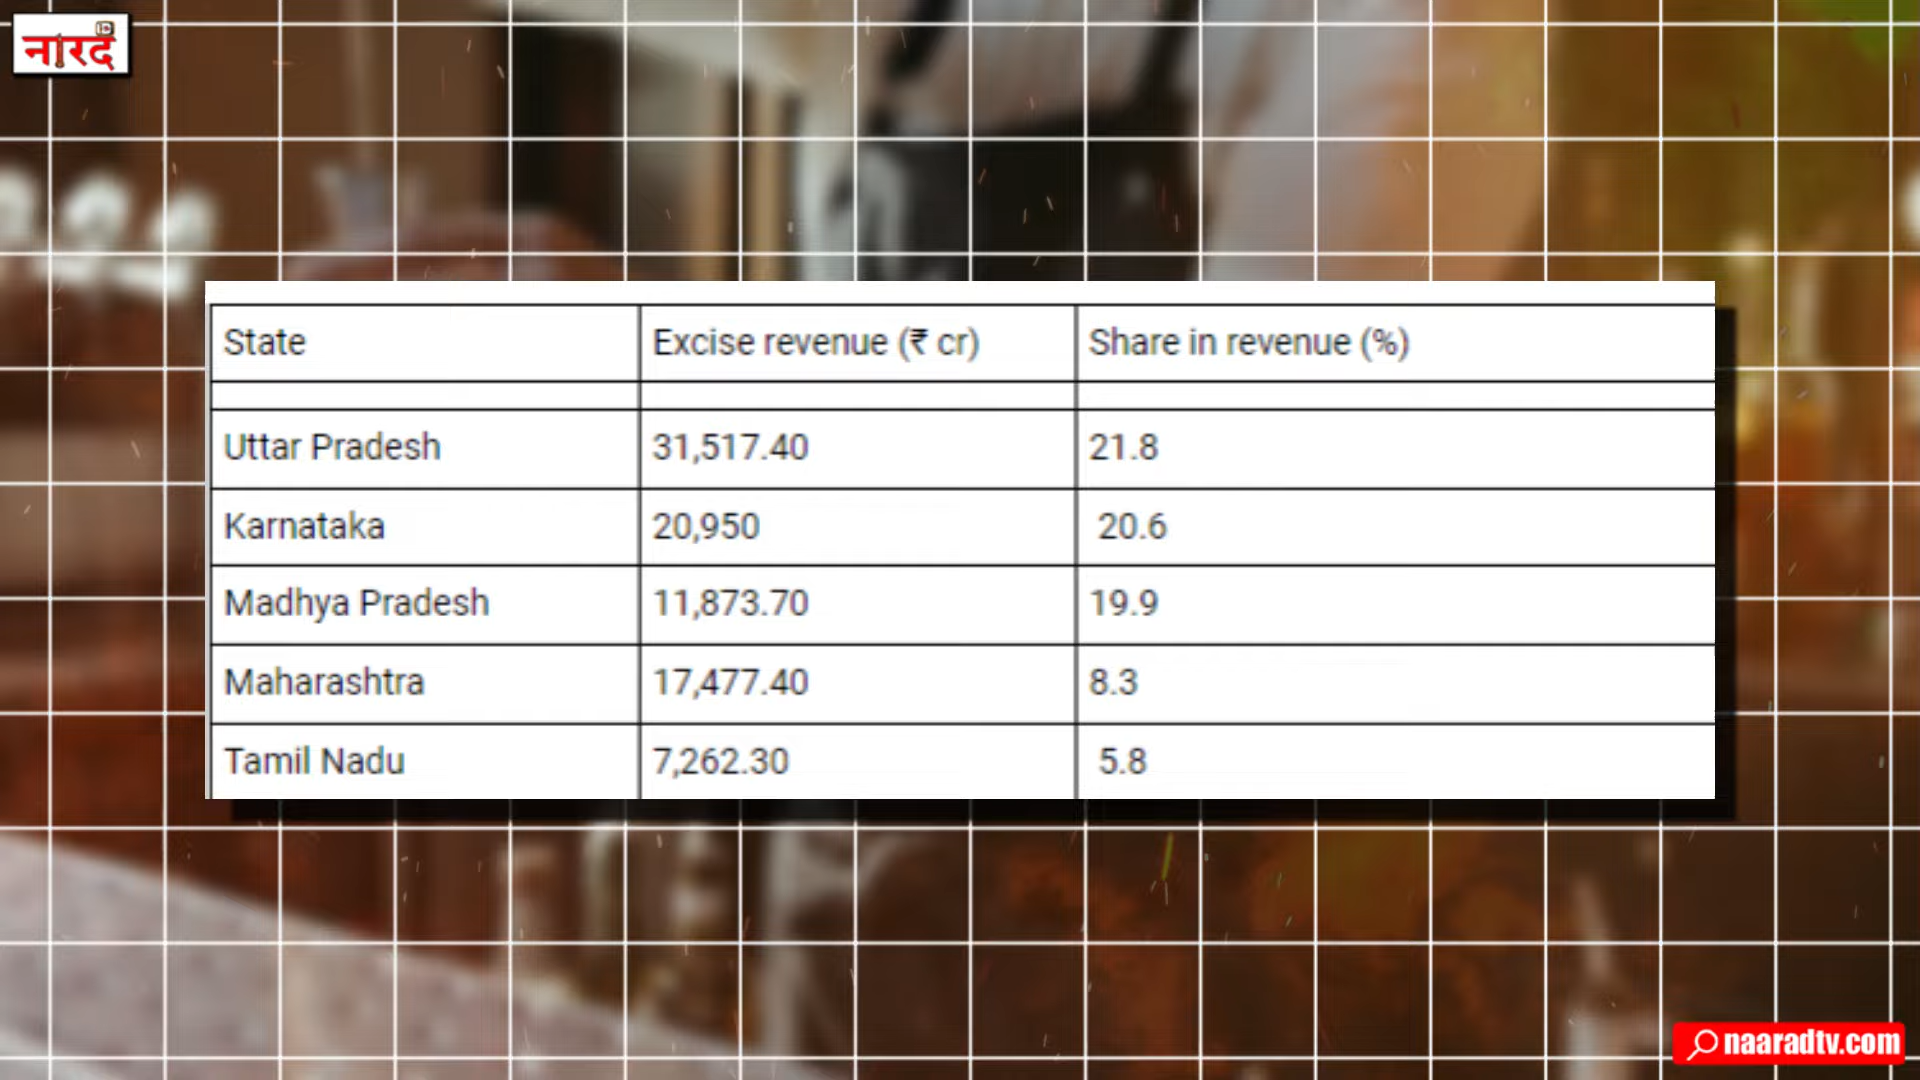 नारद
State Excise revenue (₹ cr) Share in revenue (%)
Uttar Pradesh 31,517.40 21.8
Karnataka 20,950 20.6
Madhya Pradesh 11,873.70 19.9
Maharashtra 17,477.40 8.3
Tamil Nadu 7,262.30 5.8
naaradtv.com